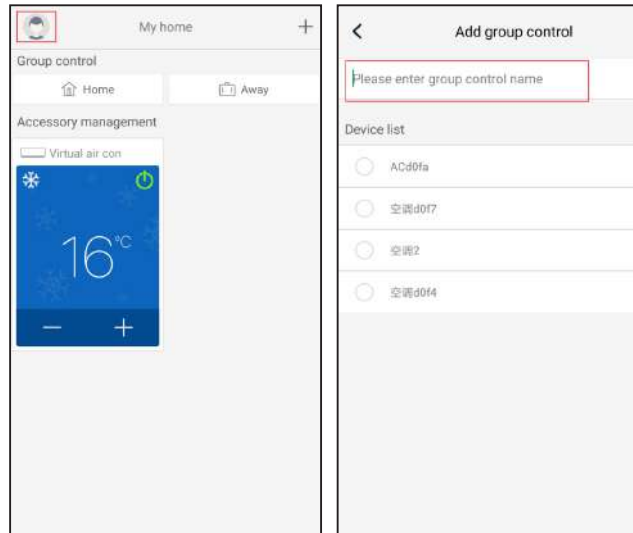 My home
Group control
Home
Away
Accessory management
Virtual air con
16°C
Add group control
Please enter group control name
Device list
ACd0fa
空调d0f7
空调2
空调d0f4